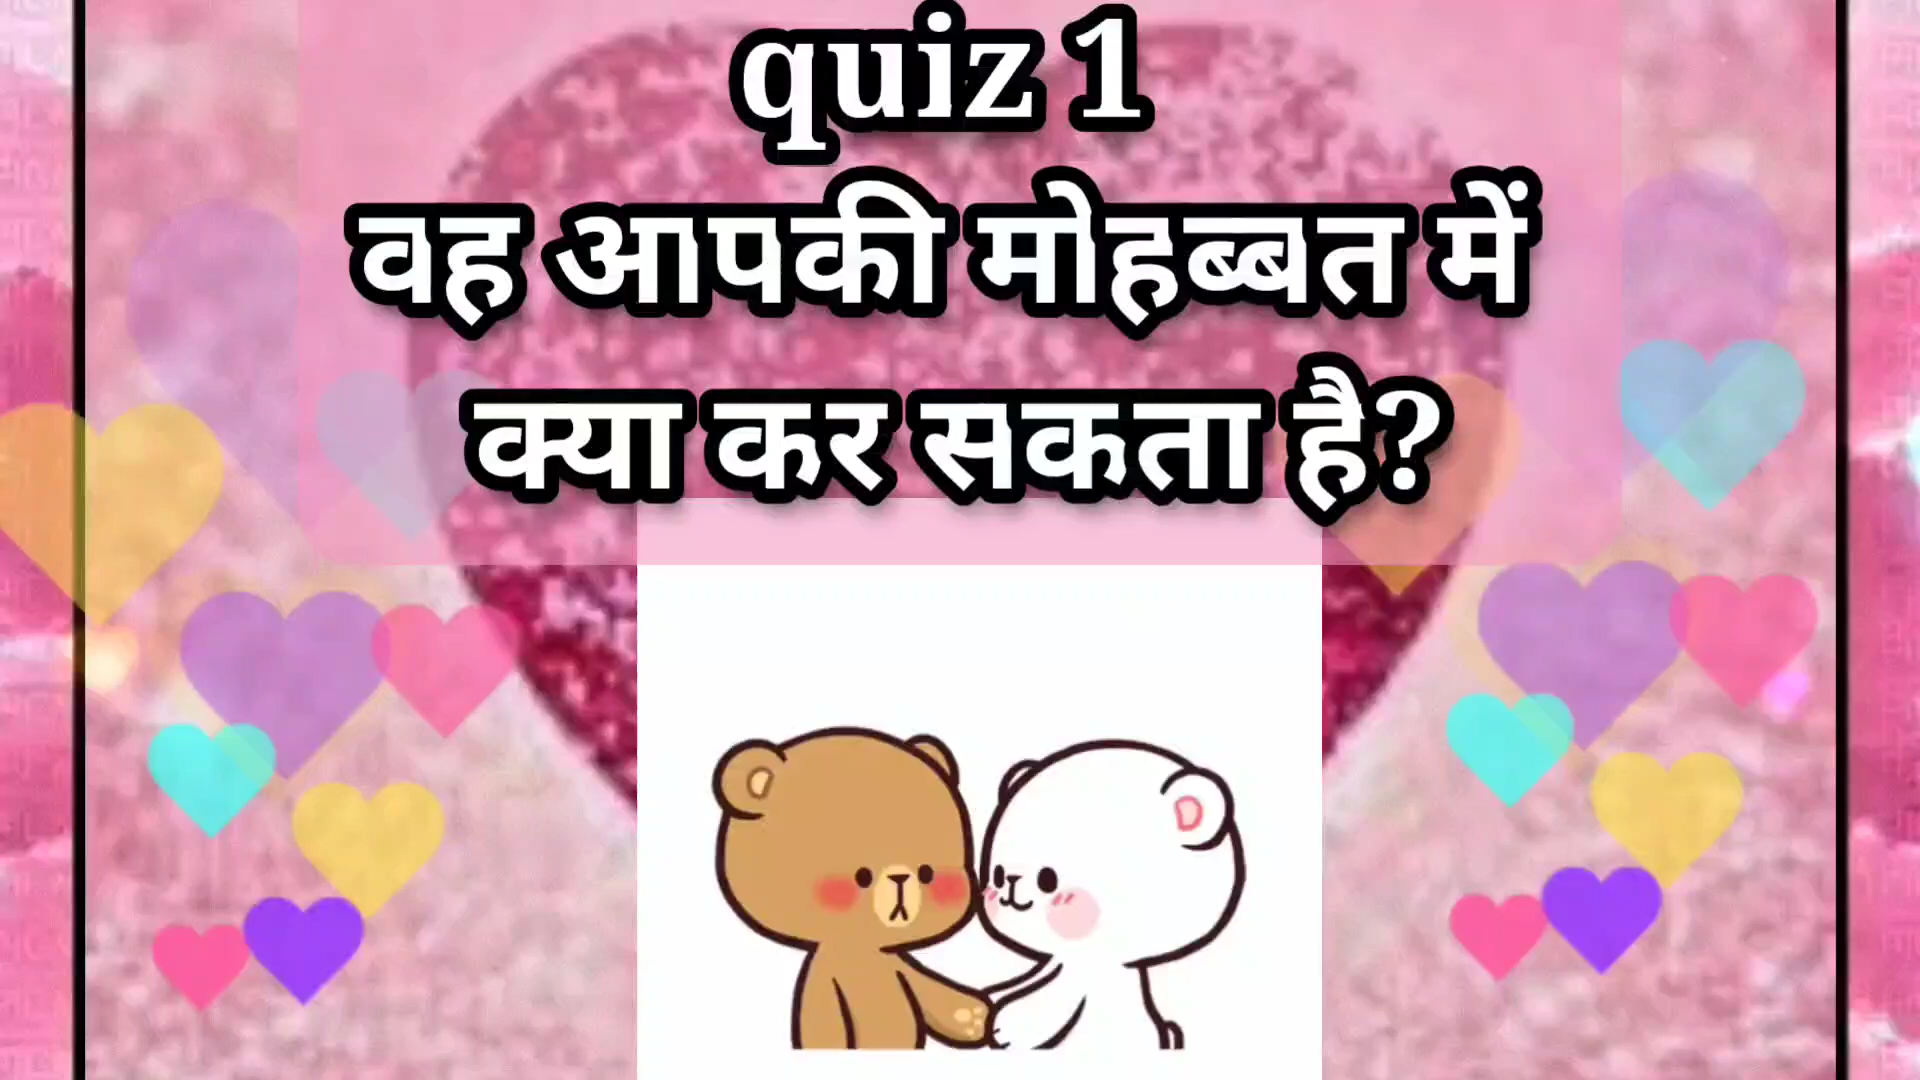 quiz 1
वह आपकी मोहब्बत में
क्या कर सकता है?